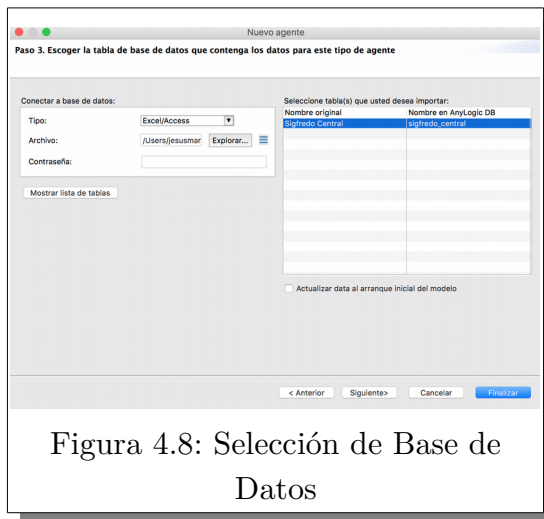 Nuevo agente
Paso 3. Escoger la tabla de base de datos que contenga los datos para este tipo de agente
Conectar a base de datos:
Tipo: Excel/Access
Archivo: /Users/jesusmar Explorar...
Contraseña:
Mostrar lista de tablas
Seleccione tabla(s) que usted desea importar:
Nombre original Nombre en AnyLogic DB
Sigfredo Central sigfredo_central
Actualizar data al arranque inicial del modelo
< Anterior Siguiente> Cancelar Finalizar
Figura 4.8: Selección de Base de
Datos